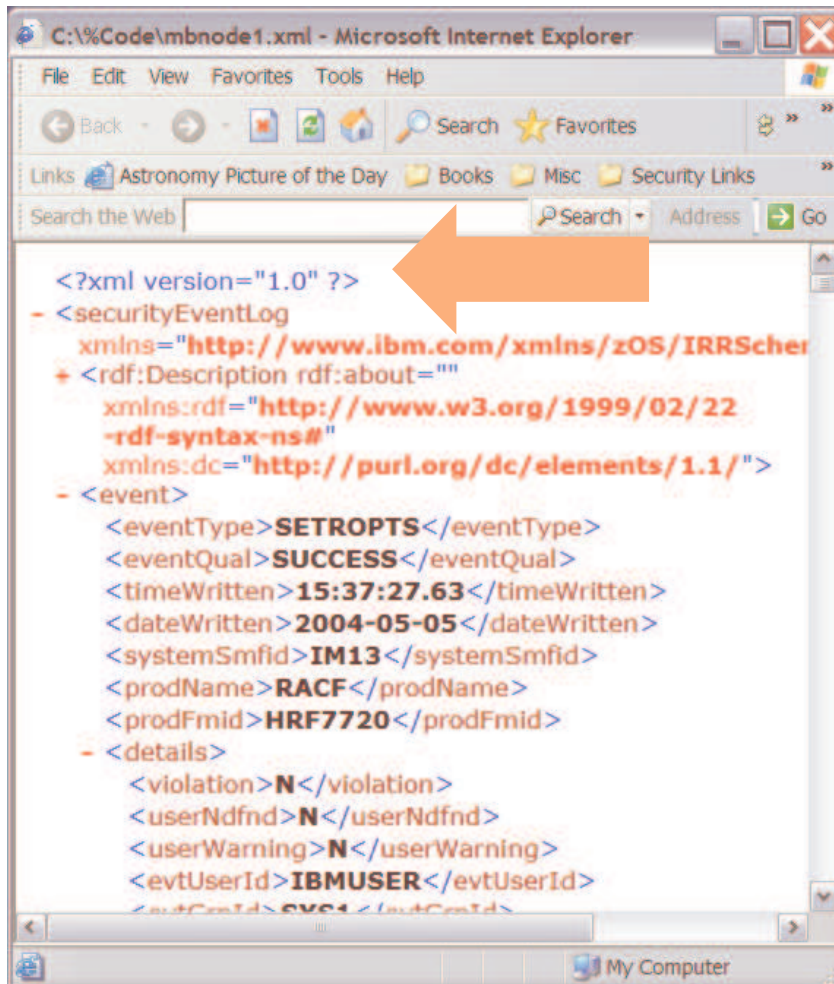 C:\%Code\mbnode1.xml - Microsoft Internet Explorer
File Edit View Favorites Tools Help
Back Search Favorites »
Links Astronomy Picture of the Day Books Misc Security Links »
Search the Web Search Address Go
<?xml version="1.0" ?>
- <securityEventLog
xmlns="http://www.ibm.com/xmlns/zOS/IRRSchem
+ <rdf:Description rdf:about=""
xmlns:rdf="http://www.w3.org/1999/02/22
-rdf-syntax-ns#"
xmlns:dc="http://purl.org/dc/elements/1.1/">
- <event>
<eventType>SETROPTS</eventType>
<eventQual>SUCCESS</eventQual>
<timeWritten>15:37:27.63</timeWritten>
<dateWritten>2004-05-05</dateWritten>
<systemSmfid>IM13</systemSmfid>
<prodName>RACF</prodName>
<prodFmid>HRF7720</prodFmid>
- <details>
<violation>N</violation>
<userNdfnd>N</userNdfnd>
<userWarning>N</userWarning>
<evtUserId>IBMUSER</evtUserId>
<evtGrpId>SYS1</evtGrpId>
My Computer